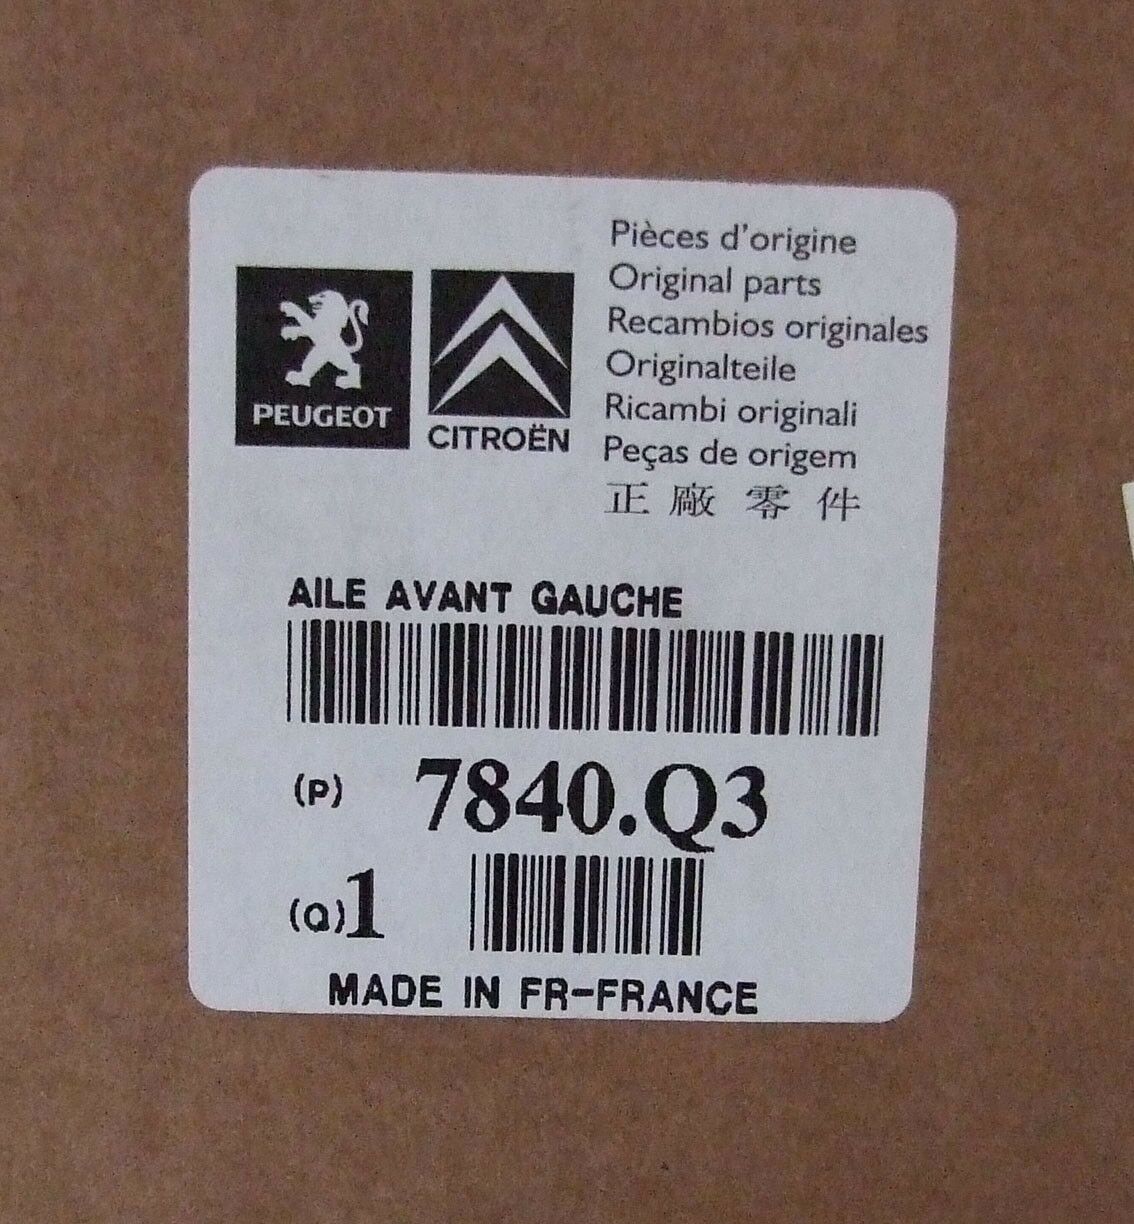 PEUGEOT
CITROËN
Pièces d'origine
Original parts
Recambios originales
Originalteile
Ricambi originali
Peças de origem
正廠零件
AILE AVANT GAUCHE
(P) 7840.Q3
(Q)1
MADE IN FR-FRANCE